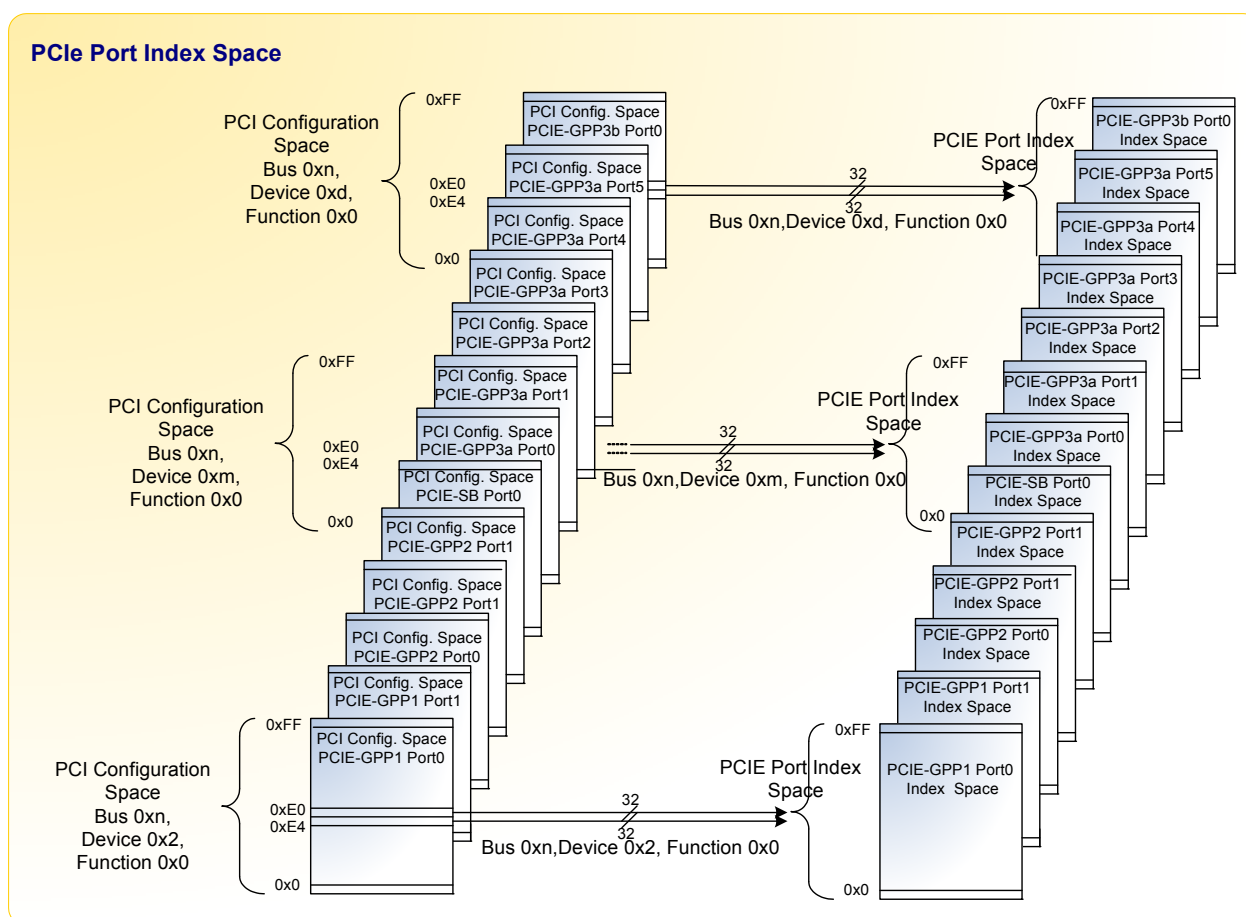 PCIe Port Index Space
0xFF
PCI Configuration
Space
Bus 0xn,
Device 0xd,
Function 0x0
0xE0
0xE4
0x0
PCI Config. Space
PCIE-GPP3b Port0
PCI Config. Space
PCIE-GPP3a Port5
PCI Config. Space
PCIE-GPP3a Port4
PCI Config. Space
PCIE-GPP3a Port3
PCI Config. Space
PCIE-GPP3a Port2
PCI Config. Space
PCIE-GPP3a Port1
PCI Config. Space
PCIE-GPP3a Port0
PCI Config. Space
PCIE-SB Port0
PCI Config. Space
PCIE-GPP2 Port1
PCI Config. Space
PCIE-GPP2 Port1
PCI Config. Space
PCIE-GPP2 Port0
PCI Config. Space
PCIE-GPP1 Port1
PCI Config. Space
PCIE-GPP1 Port0
32
32
Bus 0xn,Device 0xd, Function 0x0
PCIE Port Index
Space
0xFF
0x0
PCIE-GPP3b Port0
Index Space
PCIE-GPP3a Port5
Index Space
PCIE-GPP3a Port4
Index Space
PCIE-GPP3a Port3
Index Space
PCIE-GPP3a Port2
Index Space
PCIE-GPP3a Port1
Index Space
PCIE-GPP3a Port0
Index Space
PCIE-SB Port0
Index Space
PCIE-GPP2 Port1
Index Space
PCIE-GPP2 Port1
Index Space
PCIE-GPP2 Port0
Index Space
PCIE-GPP1 Port1
Index Space
PCIE-GPP1 Port0
Index Space
0xFF
PCI Configuration
Space
Bus 0xn,
Device 0xm,
Function 0x0
0xE0
0xE4
0x0
32
32
Bus 0xn,Device 0xm, Function 0x0
PCIE Port Index
Space
0xFF
0x0
0xFF
PCI Configuration
Space
Bus 0xn,
Device 0x2,
Function 0x0
0xE0
0xE4
0x0
32
32
Bus 0xn,Device 0x2, Function 0x0
PCIE Port Index
Space
0xFF
0x0